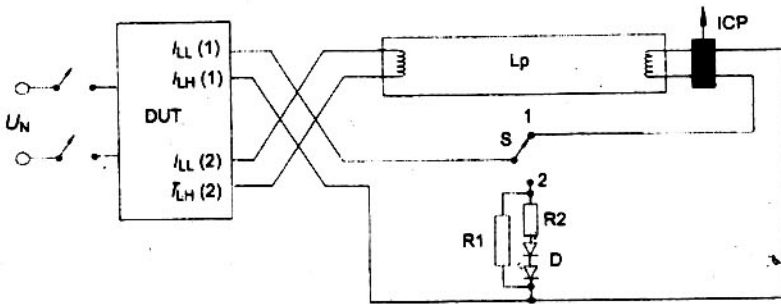 ICP
I_LL (1)
I_LH (1)
Lp
U_N
DUT
S
1
I_LL (2)
I_LH (2)
2
R1
R2
D